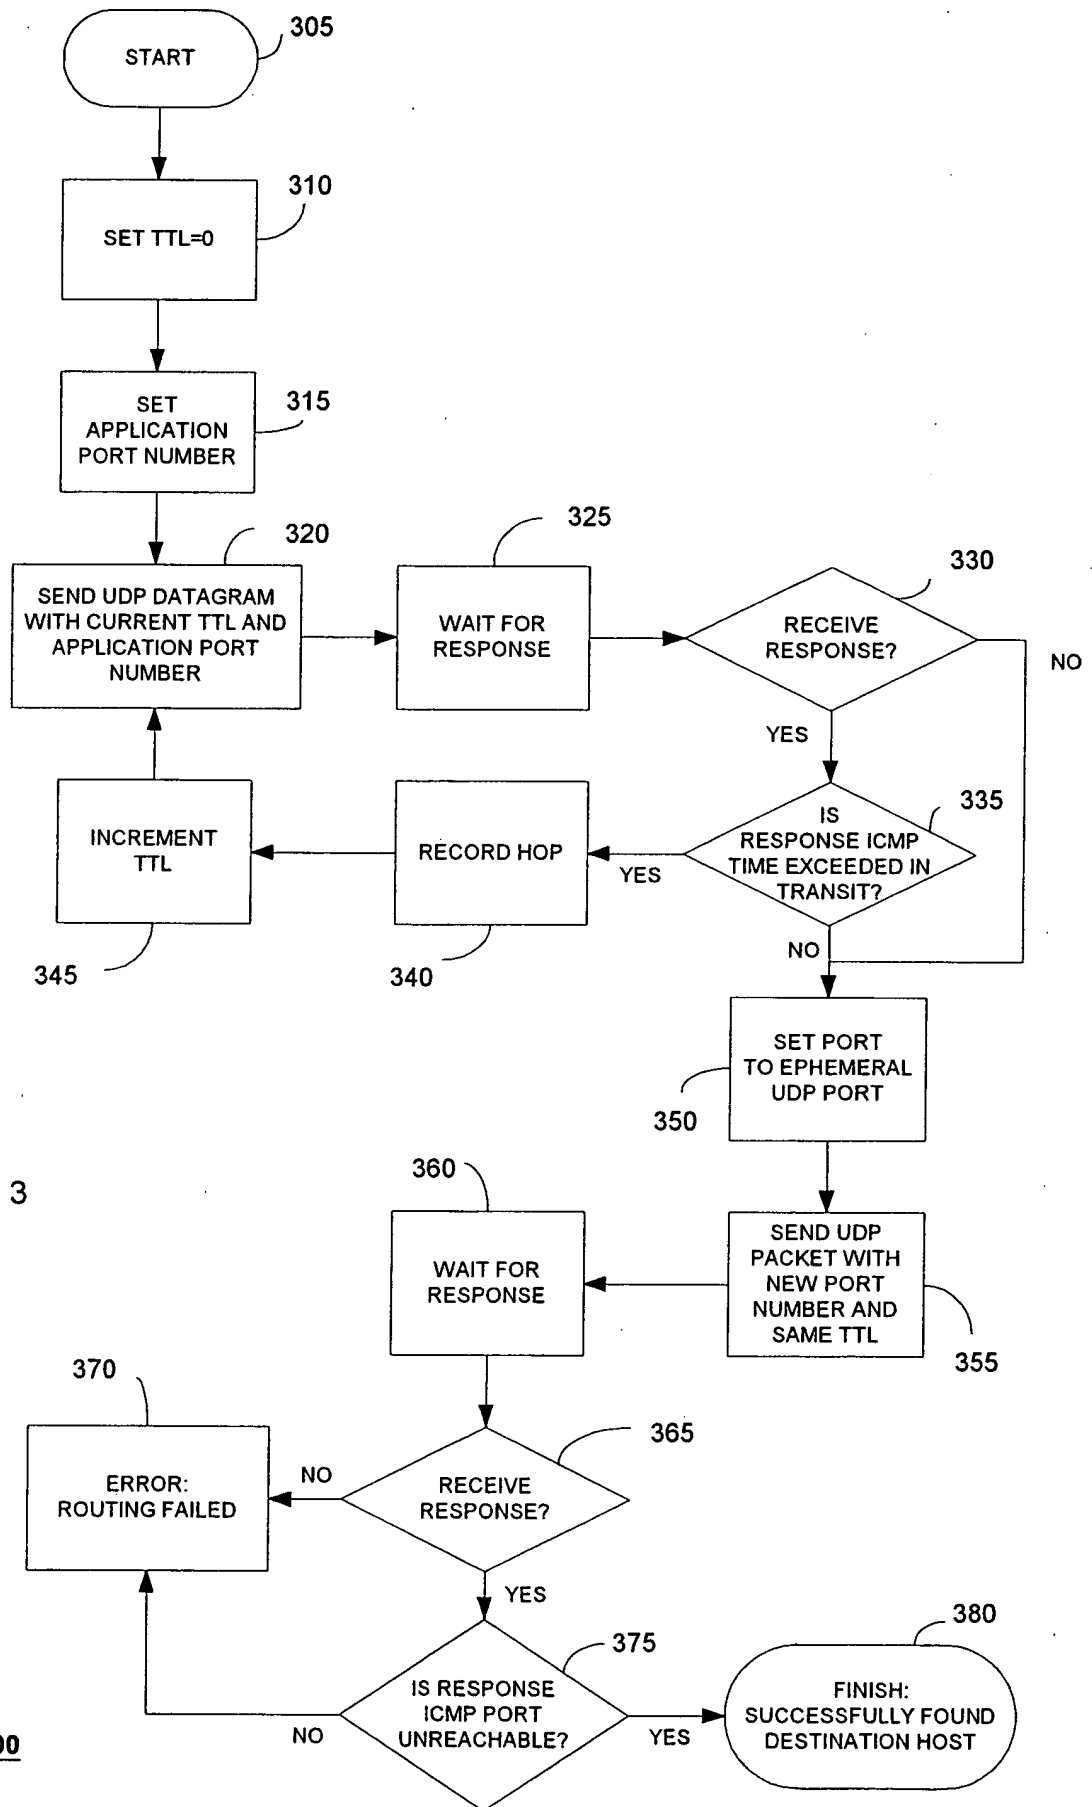 START
305
SET TTL=0
310
SET
APPLICATION
PORT NUMBER
315
SEND UDP DATAGRAM
WITH CURRENT TTL AND
APPLICATION PORT
NUMBER
320
WAIT FOR
RESPONSE
325
RECEIVE
RESPONSE?
330
NO
YES
IS
RESPONSE ICMP
TIME EXCEEDED IN
TRANSIT?
335
YES
NO
RECORD HOP
340
INCREMENT
TTL
345
SET PORT
TO EPHEMERAL
UDP PORT
350
3
SEND UDP
PACKET WITH
NEW PORT
NUMBER AND
SAME TTL
355
WAIT FOR
RESPONSE
360
RECEIVE
RESPONSE?
365
NO
YES
ERROR:
ROUTING FAILED
370
IS RESPONSE
ICMP PORT
UNREACHABLE?
375
NO
YES
FINISH:
SUCCESSFULLY FOUND
DESTINATION HOST
380